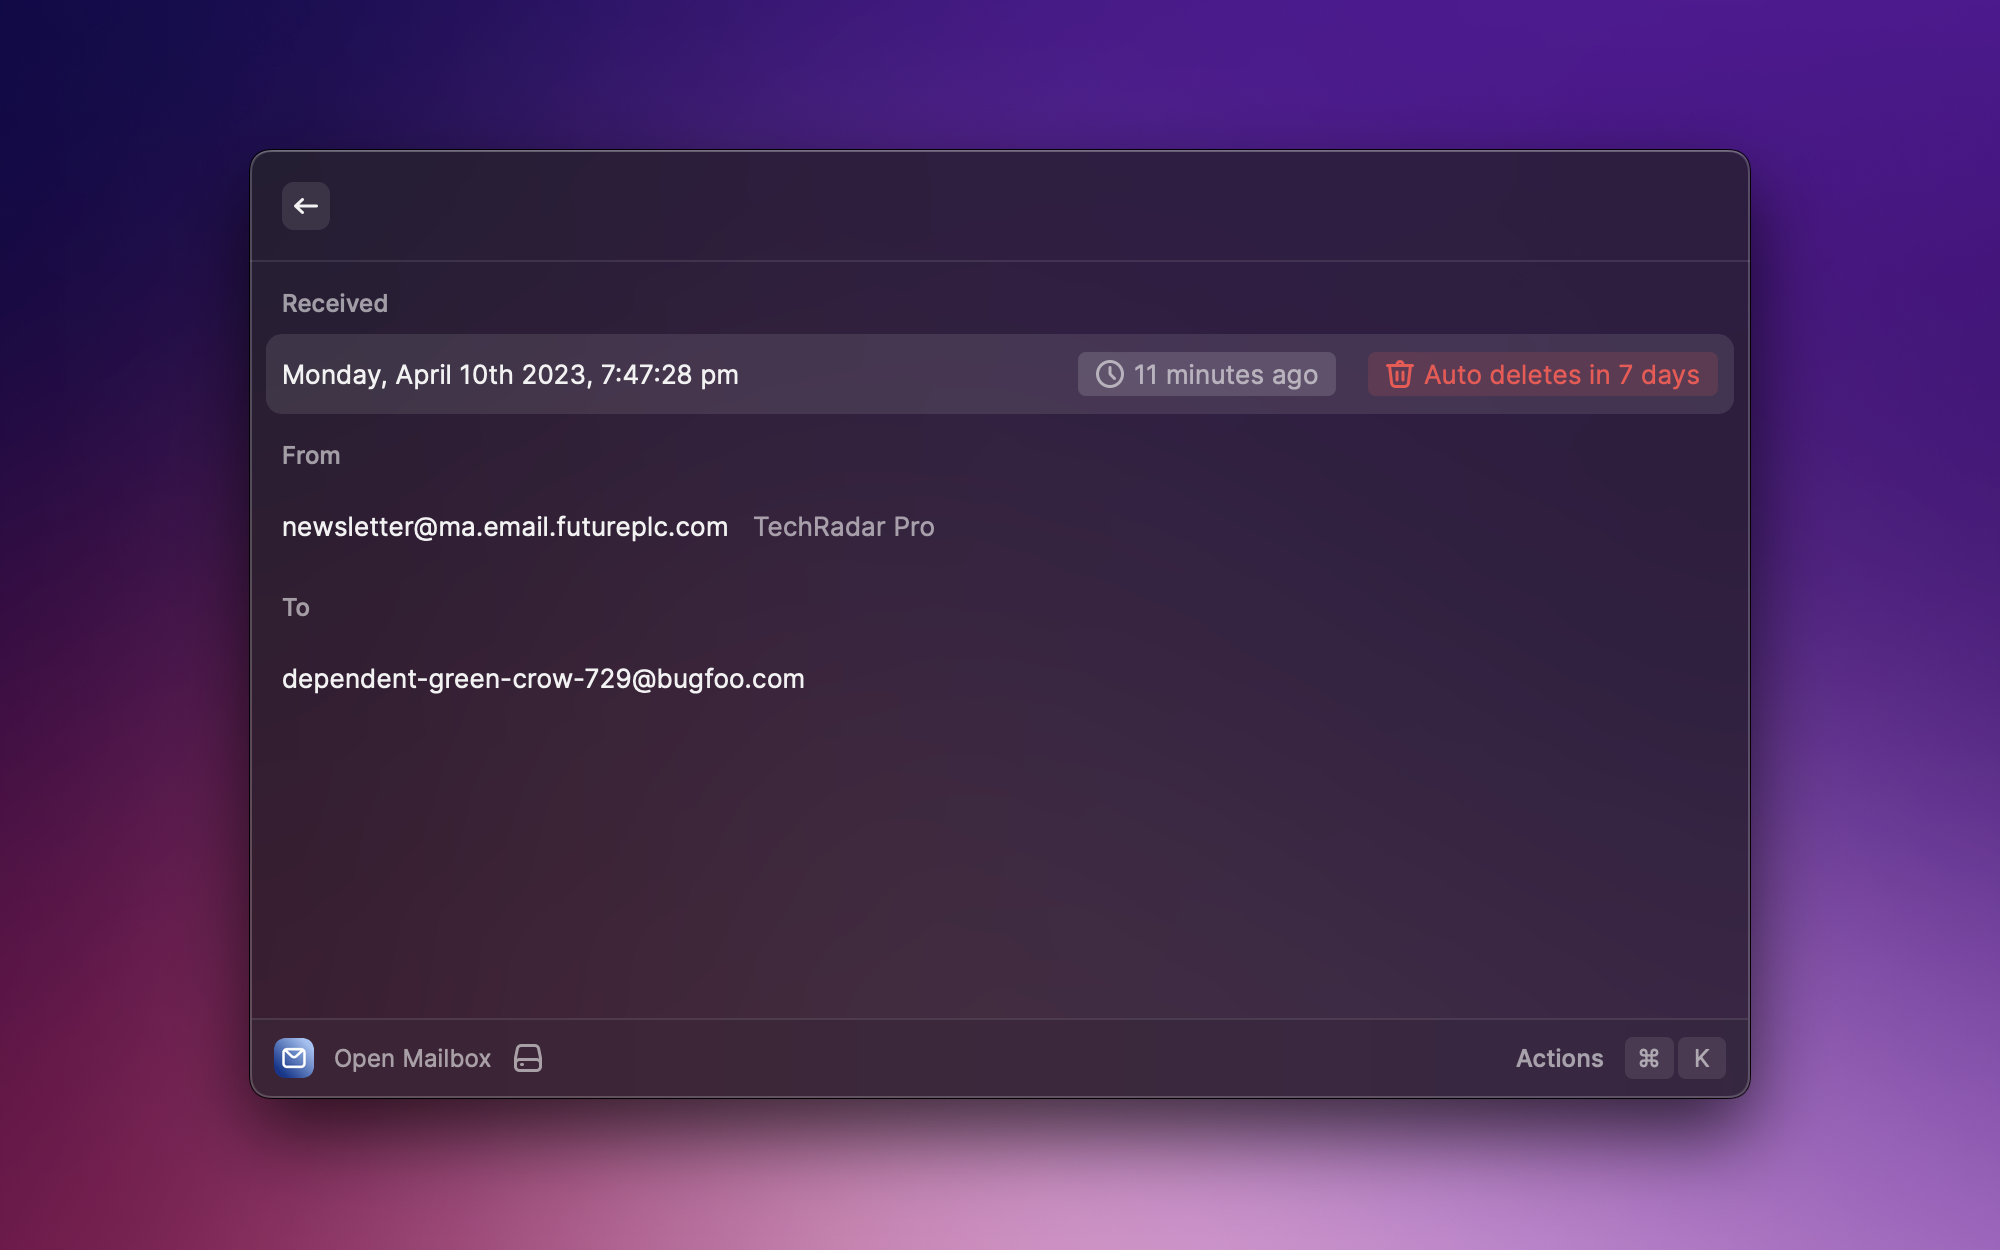 Received
Monday, April 10th 2023, 7:47:28 pm 11 minutes ago Auto deletes in 7 days
From
newsletter@ma.email.futureplc.com TechRadar Pro
To
dependent-green-crow-729@bugfoo.com
Open Mailbox Actions ⌘ K